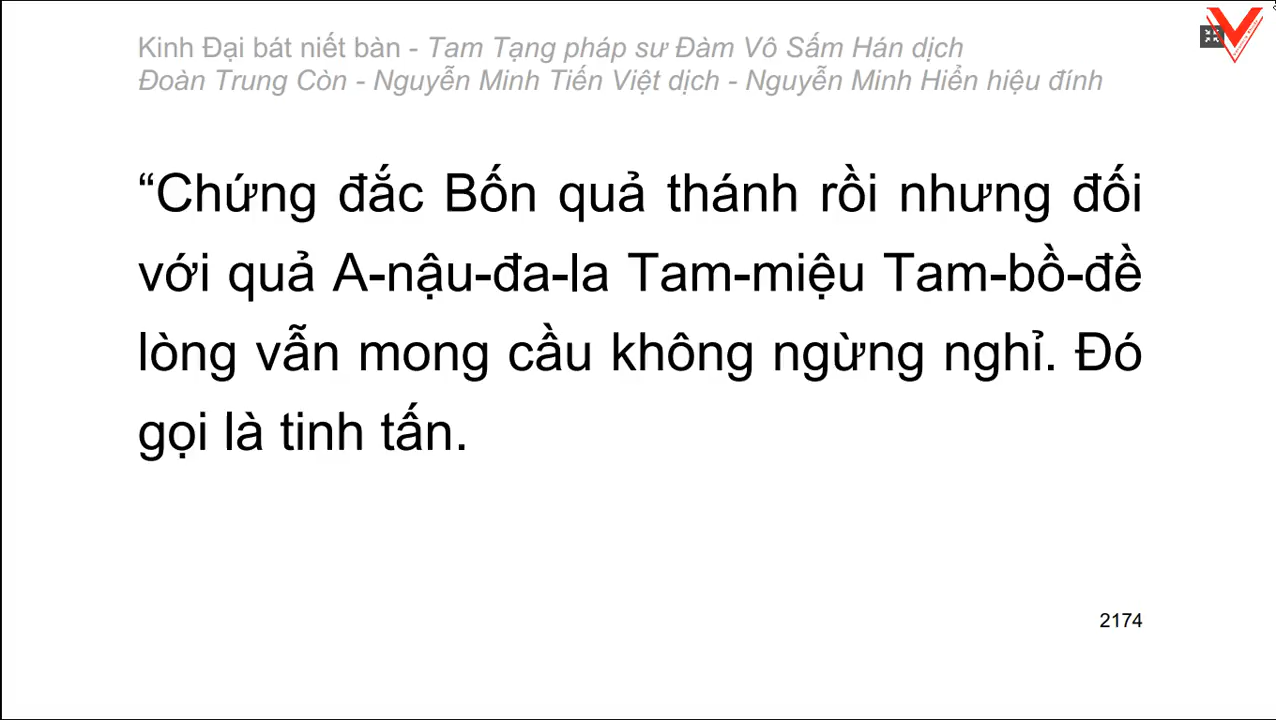 Kinh Đại bát niết bàn - Tam Tạng pháp sư Đàm Vô Sấm Hán dịch
Đoàn Trung Còn - Nguyễn Minh Tiến Việt dịch - Nguyễn Minh Hiển hiệu đính
“Chứng đắc Bốn quả thánh rồi nhưng đối
với quả A-nậu-đa-la Tam-miệu Tam-bồ-đề
lòng vẫn mong cầu không ngừng nghỉ. Đó
gọi là tinh tấn.
2174